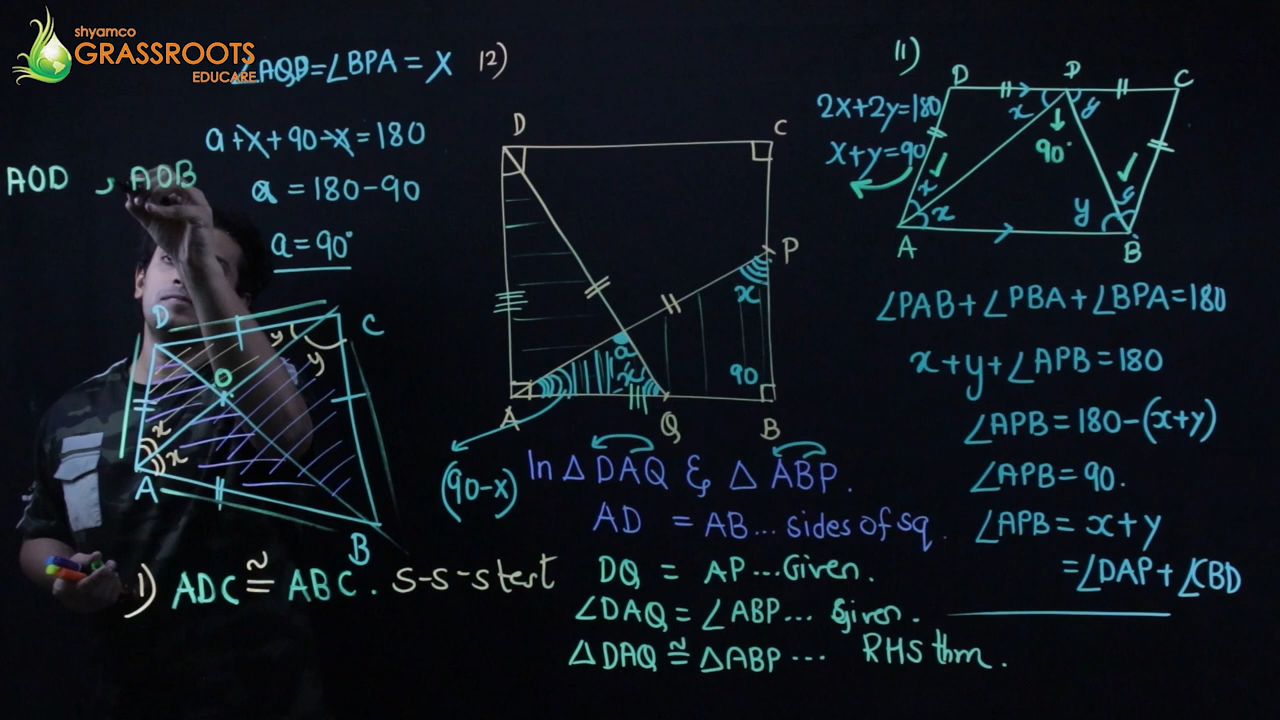 shyamco
GRASSROOTS
EDUCARE
∠AQD=∠BPA = X
a+x+90-x=180
a = 180-90
a=90°
AOD , AOB
D
C
O
y
y
x
x
A
B
1) ADC ≅ ABC. S-S-S test
12)
D
C
P
x
a
x
90
A
Q
B
(90-x)
In △ DAQ & △ ABP.
AD = AB... sides of sq.
DQ = AP...Given.
∠DAQ = ∠ABP... Given.
△DAQ ≅ △ABP... RHS thm.
11)
D
P
C
2x+2y=180
x+y=90
x
y
90°
x
x
y
y
A
B
∠PAB+∠PBA+∠BPA=180
x+y+∠APB=180
∠APB=180-(x+y)
∠APB=90.
∠APB=x+y
=∠DAP+∠CBD